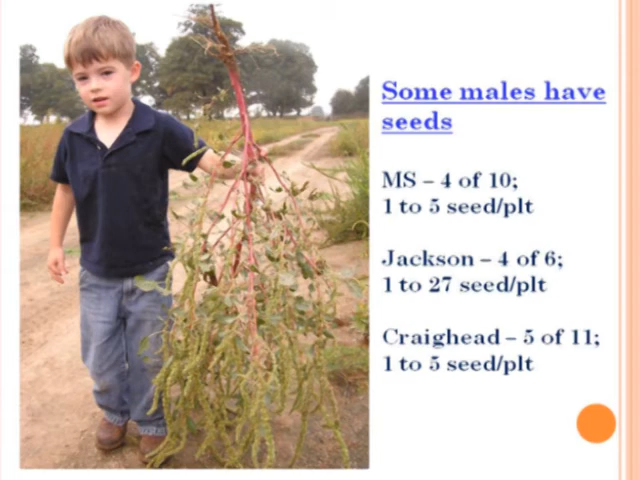 Some males have
seeds
MS – 4 of 10;
1 to 5 seed/plt
Jackson – 4 of 6;
1 to 27 seed/plt
Craighead – 5 of 11;
1 to 5 seed/plt